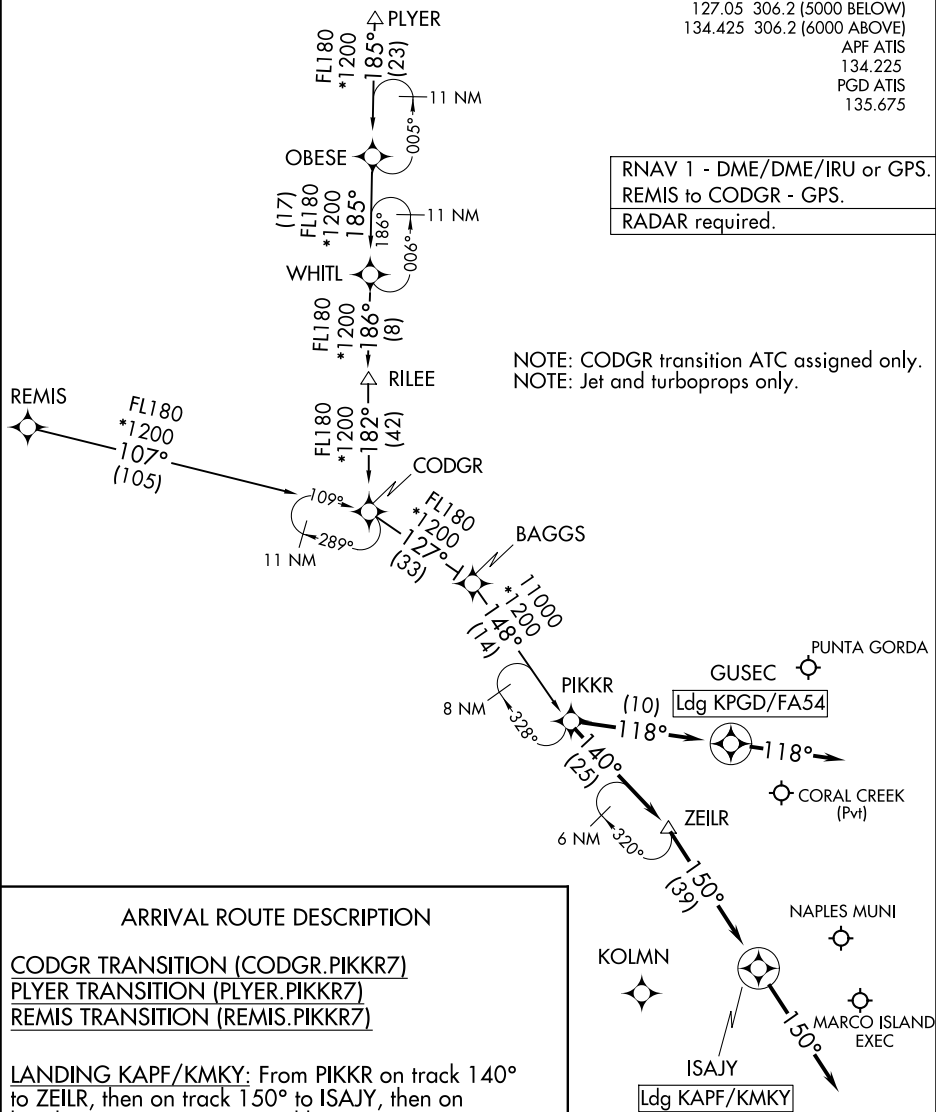 127.05 306.2 (5000 BELOW)
134.425 306.2 (6000 ABOVE)
APF ATIS
134.225
PGD ATIS
135.675
PLYER
FL180
*1200
185°
(23)
11 NM
005°
OBESE
(17)
FL180
*1200
185°
11 NM
186°
006°
WHITL
FL180
*1200
186°
(8)
RILEE
FL180
*1200
182°
(42)
RNAV 1 - DME/DME/IRU or GPS.
REMIS to CODGR - GPS.
RADAR required.
NOTE: CODGR transition ATC assigned only.
NOTE: Jet and turboprops only.
REMIS
FL180
*1200
107°
(105)
109°
289°
11 NM
CODGR
FL180
*1200
127°
(33)
BAGGS
11000
*1200
148°
(14)
8 NM
328°
PIKKR
(10)
118°
GUSEC
Ldg KPGD/FA54
118°
PUNTA GORDA
CORAL CREEK
(Pvt)
140°
(25)
6 NM
320°
ZEILR
150°
(39)
NAPLES MUNI
KOLMN
MARCO ISLAND
EXEC
150°
ISAJY
Ldg KAPF/KMKY
ARRIVAL ROUTE DESCRIPTION
CODGR TRANSITION (CODGR.PIKKR7)
PLYER TRANSITION (PLYER.PIKKR7)
REMIS TRANSITION (REMIS.PIKKR7)
LANDING KAPF/KMKY: From PIKKR on track 140°
to ZEILR, then on track 150° to ISAJY, then on